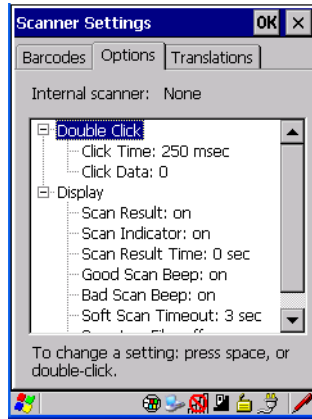 Scanner Settings OK ×
Barcodes Options Translations
Internal scanner: None
Double Click
Click Time: 250 msec
Click Data: 0
Display
Scan Result: on
Scan Indicator: on
Scan Result Time: 0 sec
Good Scan Beep: on
Bad Scan Beep: on
Soft Scan Timeout: 3 sec
To change a setting: press space, or
double-click.